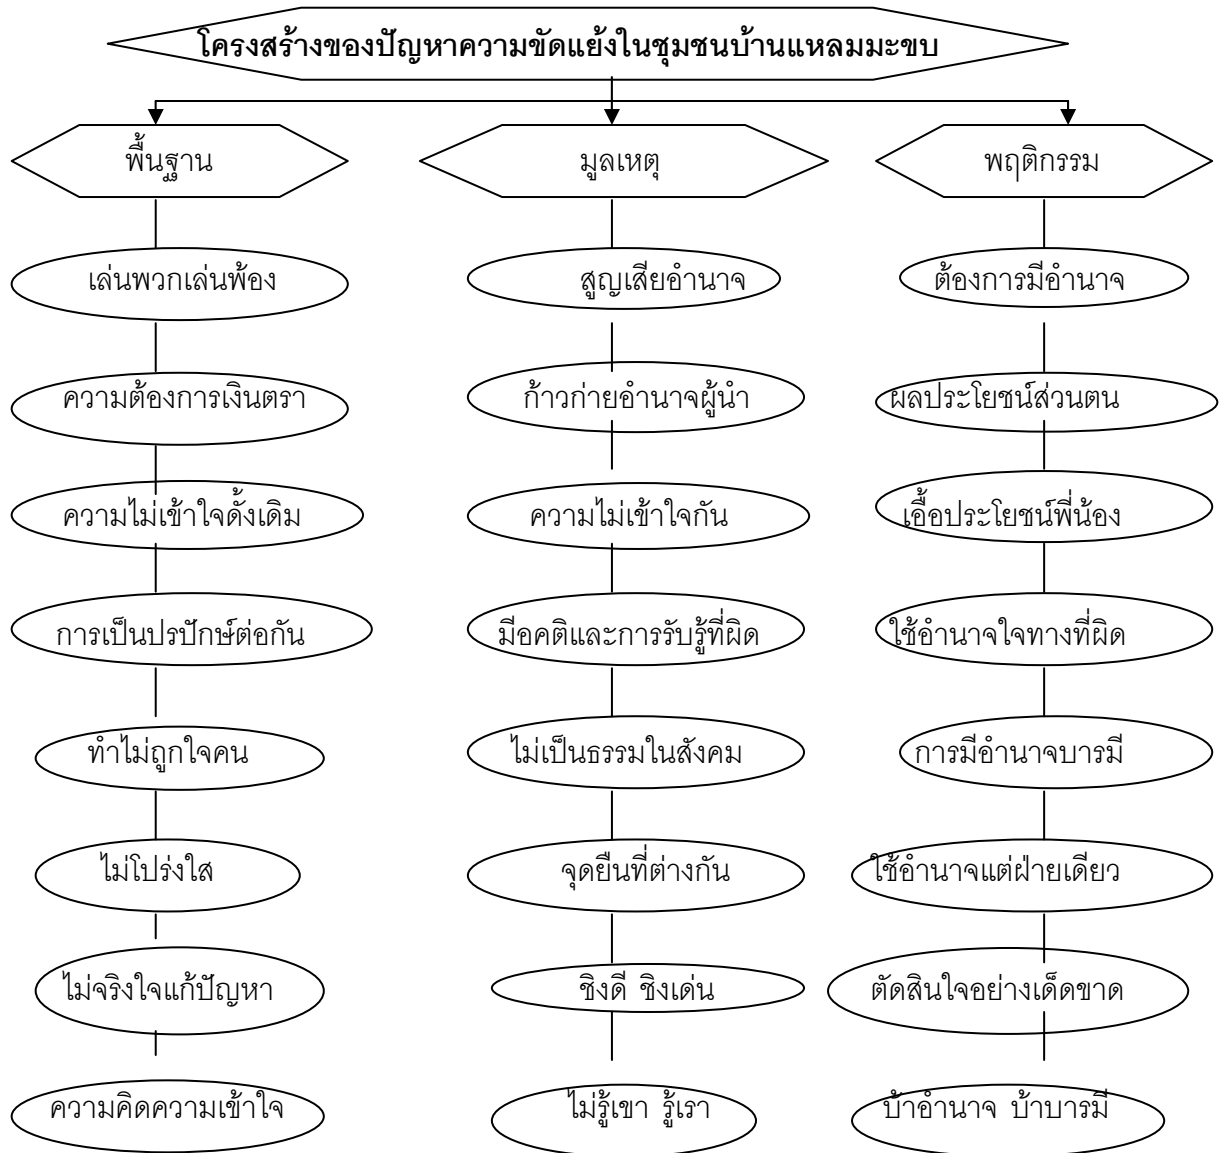 โครงสร้างของปัญหาความขัดแย้งในชุมชนบ้านแหลมมะขบ
พื้นฐาน
มูลเหตุ
พฤติกรรม
เล่นพวกเล่นพ้อง
สูญเสียอำนาจ
ต้องการมีอำนาจ
ความต้องการเงินตรา
ก้าวก่ายอำนาจผู้นำ
ผลประโยชน์ส่วนตน
ความไม่เข้าใจดั้งเดิม
ความไม่เข้าใจกัน
เอื้อประโยชน์พี่น้อง
การเป็นปรปักษ์ต่อกัน
มีอคติและการรับรู้ที่ผิด
ใช้อำนาจใจทางที่ผิด
ทำไม่ถูกใจคน
ไม่เป็นธรรมในสังคม
การมีอำนาจบารมี
ไม่โปร่งใส
จุดยืนที่ต่างกัน
ใช้อำนาจแต่ฝ่ายเดียว
ไม่จริงใจแก้ปัญหา
ชิงดี ชิงเด่น
ตัดสินใจอย่างเด็ดขาด
ความคิดความเข้าใจ
ไม่รู้เขา รู้เรา
บ้าอำนาจ บ้าบารมี